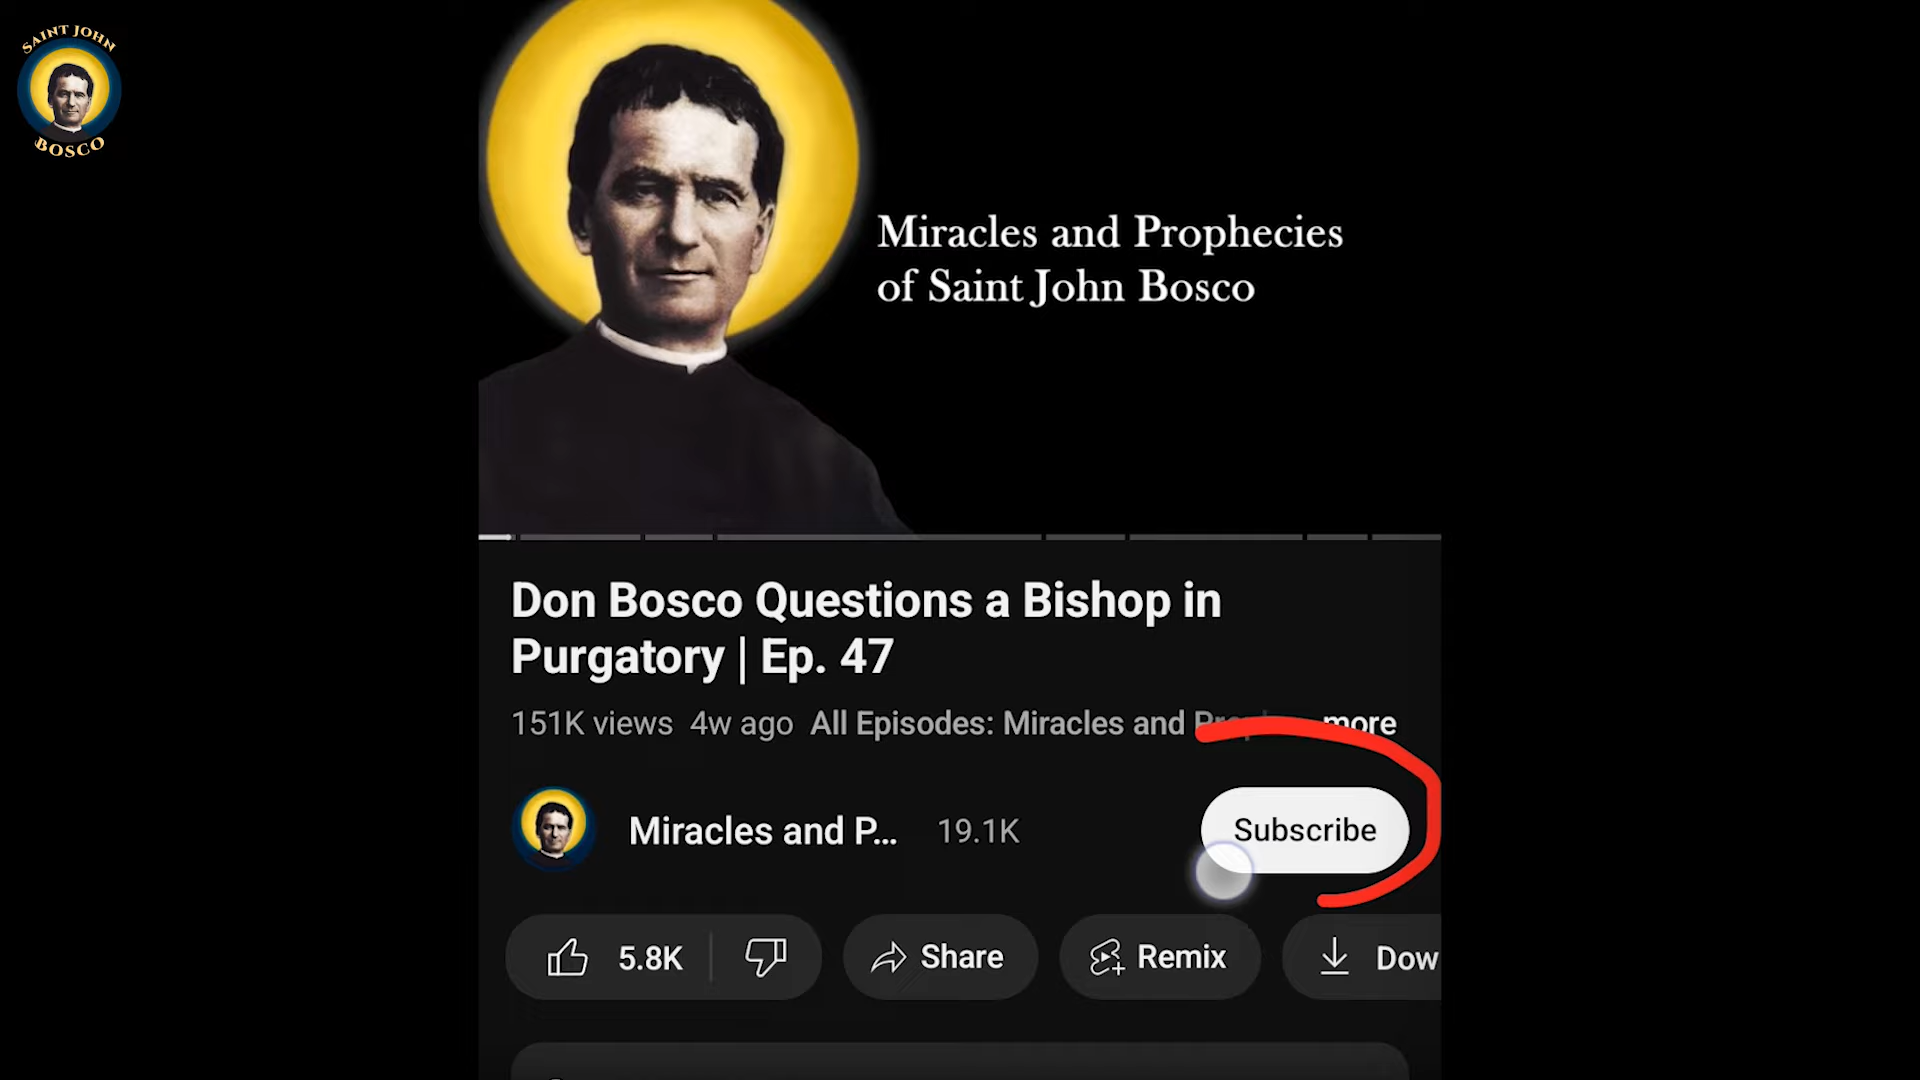 SAINT JOHN
BOSCO
Miracles and Prophecies
of Saint John Bosco
Don Bosco Questions a Bishop in
Purgatory | Ep. 47
151K views 4w ago All Episodes: Miracles and more
Miracles and P... 19.1K Subscribe
5.8K Share Remix Dow